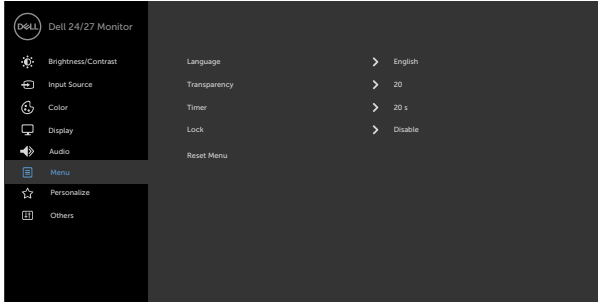 DELL Dell 24/27 Monitor
Brightness/Contrast
Input Source
Color
Display
Audio
Menu
Personalize
Others
Language English
Transparency 20
Timer 20 s
Lock Disable
Reset Menu